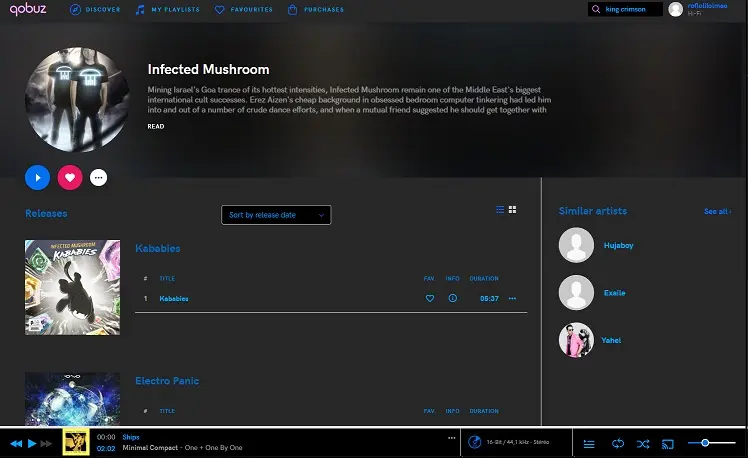 qobuz
DISCOVER
MY PLAYLISTS
FAVOURITES
PURCHASES
king crimson
roflolilolmao
Hi-Fi
Infected Mushroom
Mining Israel's Goa trance of its hottest intensities, Infected Mushroom remain one of the Middle East's biggest
international cult successes. Erez Aizen's cheap background in obsessed bedroom computer tinkering had led him
into and out of a number of crude dance efforts, and when a mutual friend suggested he should get together with
READ
Releases
Sort by release date
Similar artists
See all ›
INFECTED MUSHROOM
KABABIES
Kababies
# TITLE FAV. INFO DURATION
1 Kababies 05:37
Hujaboy
Exaile
Yahel
Electro Panic
# TITLE FAV. INFO DURATION
00:00 Ships
02:02 Minimal Compact - One + One By One
16-Bit / 44,1 kHz - Stéréo